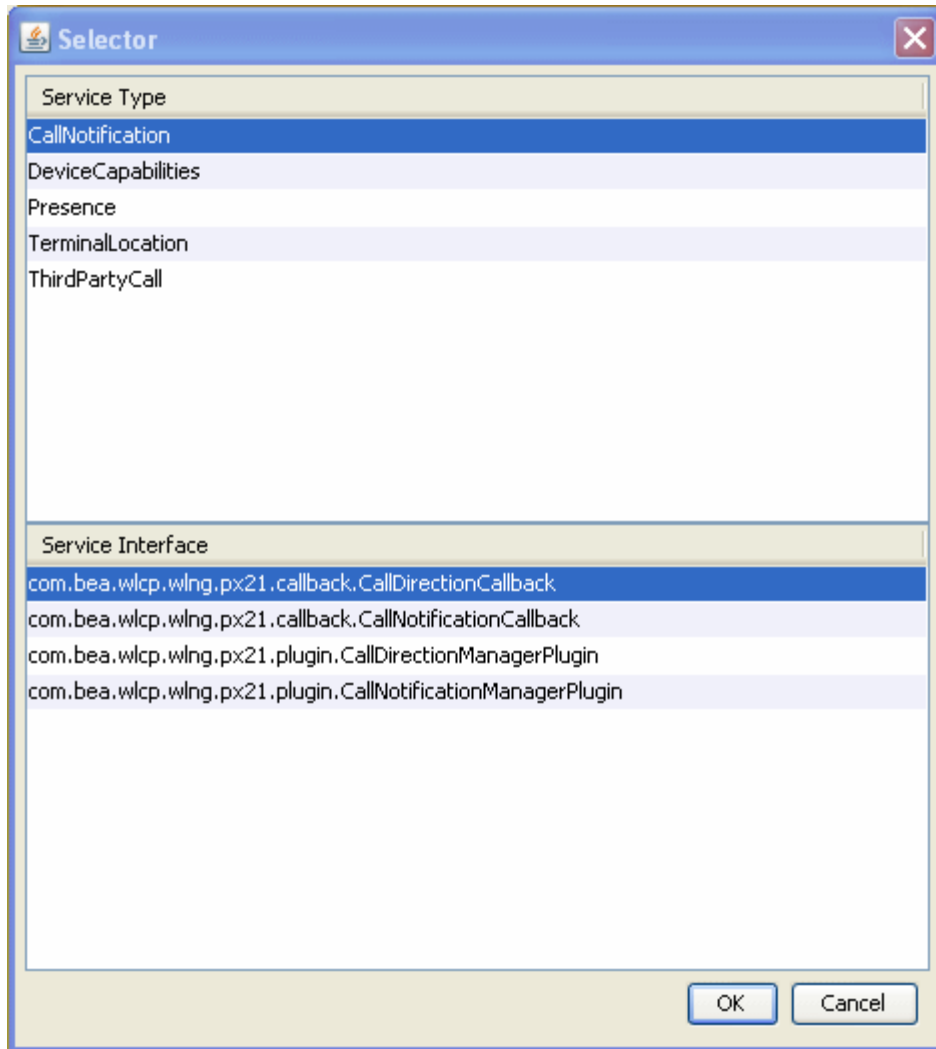 Selector
Service Type
CallNotification
DeviceCapabilities
Presence
TerminalLocation
ThirdPartyCall
Service Interface
com.bea.wlcp.wlng.px21.callback.CallDirectionCallback
com.bea.wlcp.wlng.px21.callback.CallNotificationCallback
com.bea.wlcp.wlng.px21.plugin.CallDirectionManagerPlugin
com.bea.wlcp.wlng.px21.plugin.CallNotificationManagerPlugin
OK Cancel